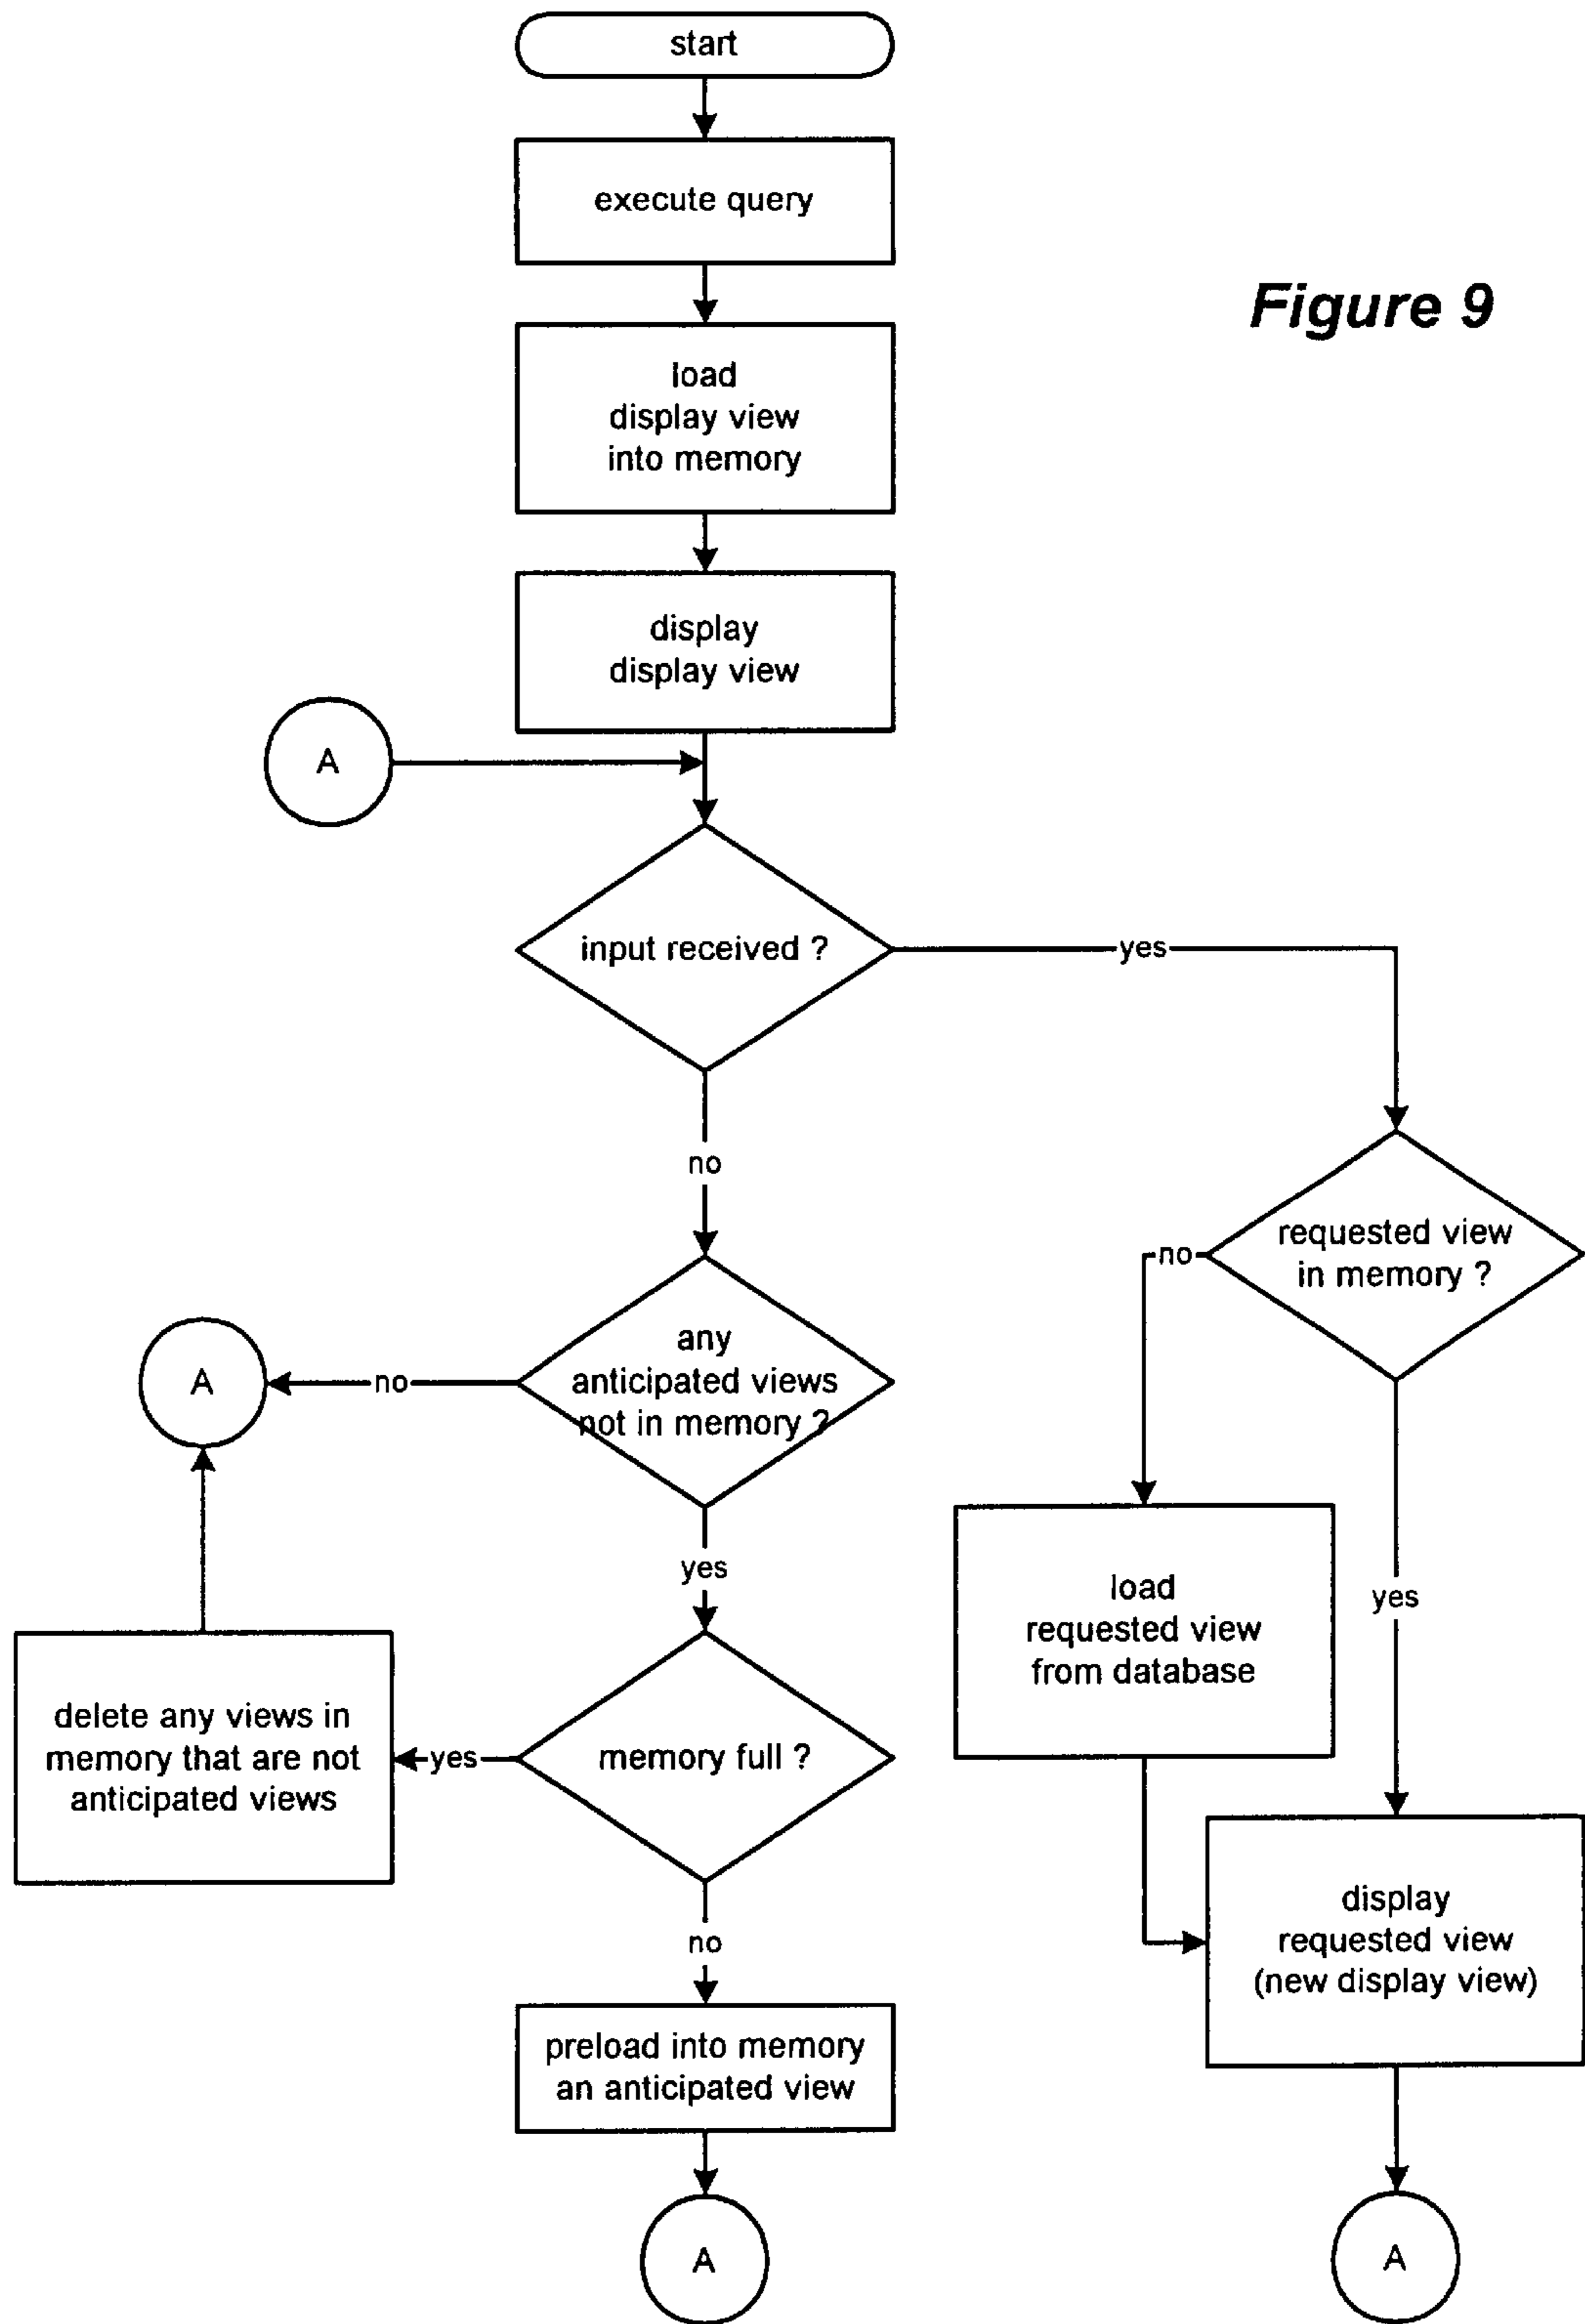 start
execute query
Figure 9
load
display view
into memory
display
display view
A
input received ?
yes
no
requested view
in memory ?
no
any
anticipated views
not in memory ?
no
A
yes
load
requested view
from database
yes
delete any views in
memory that are not
anticipated views
yes
memory full ?
display
requested view
(new display view)
no
preload into memory
an anticipated view
A
A